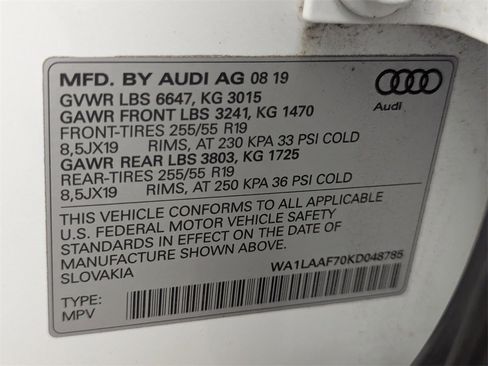 MFD. BY AUDI AG 08 19
GVWR LBS 6647, KG 3015
GAWR FRONT LBS 3241, KG 1470
FRONT-TIRES 255/55 R19
8,5JX19 RIMS, AT 230 KPA 33 PSI COLD
GAWR REAR LBS 3803, KG 1725
REAR-TIRES 255/55 R19
8,5JX19 RIMS, AT 250 KPA 36 PSI COLD
THIS VEHICLE CONFORMS TO ALL APPLICABLE
U.S. FEDERAL MOTOR VEHICLE SAFETY
STANDARDS IN EFFECT ON THE DATE OF
MANUFACTURE SHOWN ABOVE.
SLOVAKIA WA1LAAF70KD048785
TYPE:
MPV
Audi